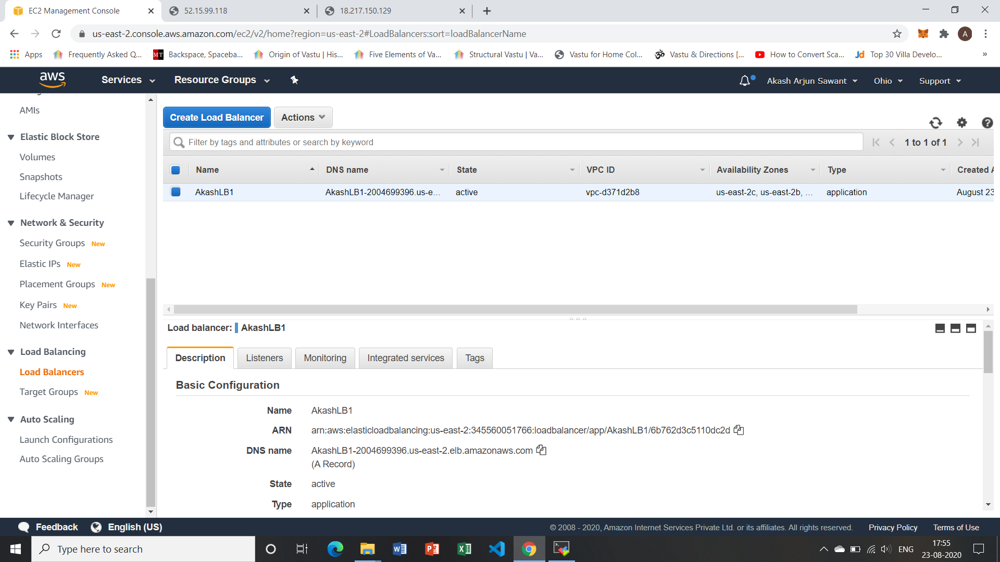 EC2 Management Console
52.15.99.118
18.217.150.129
us-east-2.console.aws.amazon.com/ec2/v2/home?region=us-east-2#LoadBalancers:sort=loadBalancerName
A
Apps
Frequently Asked Q...
MT
Backspace, Spaceba...
Origin of Vastu | His...
Five Elements of Va...
Structural Vastu | Va...
Vastu for Home Col...
ॐ
Vastu & Directions [...
How to Convert Sca...
Jd
Top 30 Villa Develo...
»
aws
Services
Resource Groups
Akash Arjun Sawant
Ohio
Support
AMIs
Elastic Block Store
Volumes
Snapshots
Lifecycle Manager
Network & Security
Security Groups New
Elastic IPs New
Placement Groups New
Key Pairs New
Network Interfaces
Load Balancing
Load Balancers
Target Groups New
Auto Scaling
Launch Configurations
Auto Scaling Groups
Create Load Balancer
Actions
Filter by tags and attributes or search by keyword
1 to 1 of 1
Name DNS name State VPC ID Availability Zones Type Created A
AkashLB1 AkashLB1-2004699396.us-e... active vpc-d371d2b8 us-east-2c, us-east-2b, ... application August 23
Load balancer: AkashLB1
Description Listeners Monitoring Integrated services Tags
Basic Configuration
Name AkashLB1
ARN arn:aws:elasticloadbalancing:us-east-2:345560051766:loadbalancer/app/AkashLB1/6b762d3c5110dc2d
DNS name AkashLB1-2004699396.us-east-2.elb.amazonaws.com
(A Record)
State active
Type application
Feedback
English (US)
© 2008 - 2020, Amazon Internet Services Private Ltd. or its affiliates. All rights reserved.
Privacy Policy
Terms of Use
Type here to search
ENG
17:55
23-08-2020